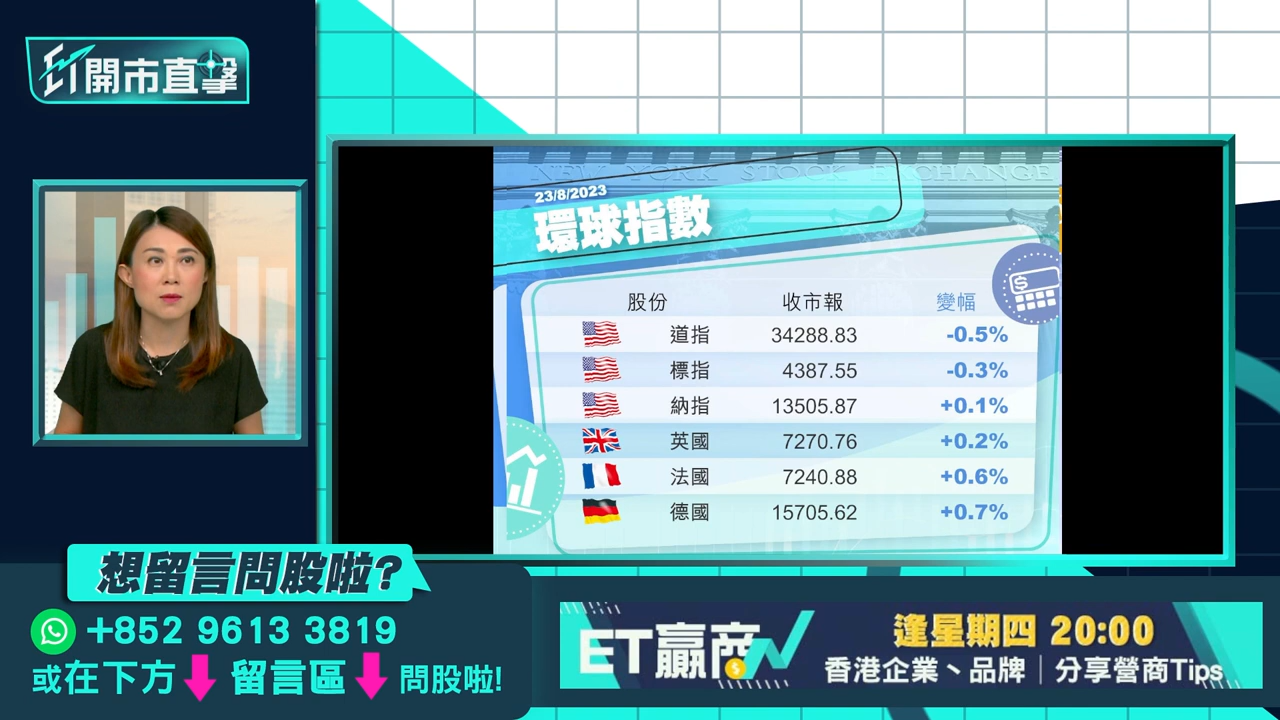 ET開市直擊
NEW YORK STOCK EXCHANGE
23/8/2023
環球指數
股份 收市報 變幅
道指 34288.83 -0.5%
標指 4387.55 -0.3%
納指 13505.87 +0.1%
英國 7270.76 +0.2%
法國 7240.88 +0.6%
德國 15705.62 +0.7%
想留言問股啦?
+852 9613 3819
或在下方 留言區 問股啦!
ET贏商
逢星期四 20:00
香港企業、品牌｜分享營商Tips